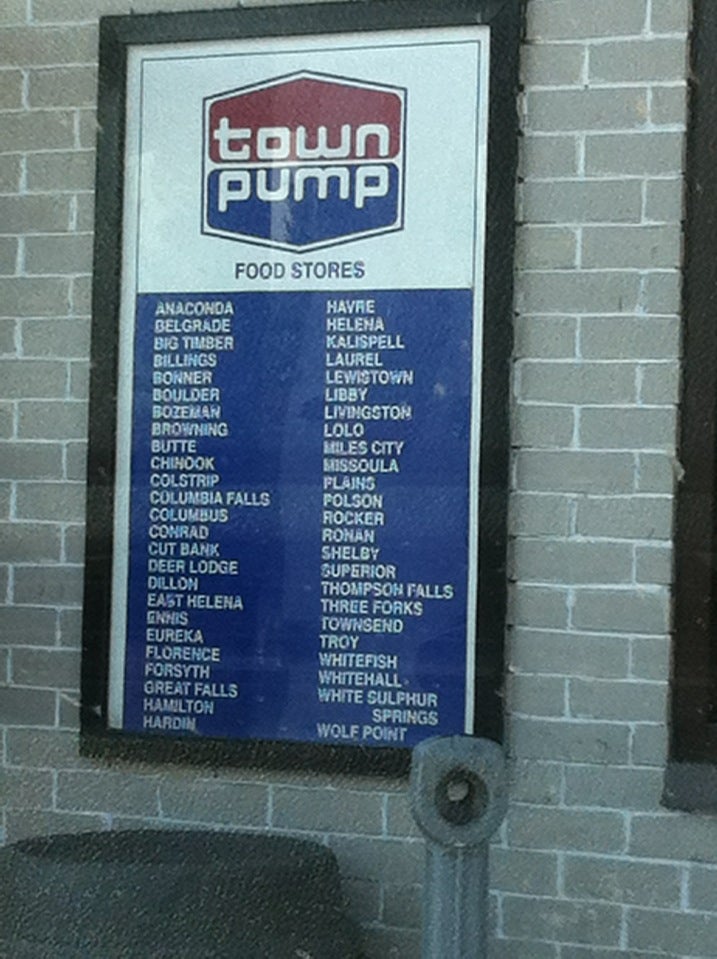 town
pump
FOOD STORES
ANACONDA
BELGRADE
BIG TIMBER
BILLINGS
BONNER
BOULDER
BOZEMAN
BROWNING
BUTTE
CHINOOK
COLSTRIP
COLUMBIA FALLS
COLUMBUS
CONRAD
CUT BANK
DEER LODGE
DILLON
EAST HELENA
ENNIS
EUREKA
FLORENCE
FORSYTH
GREAT FALLS
HAMILTON
HARDIN
HAVRE
HELENA
KALISPELL
LAUREL
LEWISTOWN
LIBBY
LIVINGSTON
LOLO
MILES CITY
MISSOULA
PLAINS
POLSON
ROCKER
RONAN
SHELBY
SUPERIOR
THOMPSON FALLS
THREE FORKS
TOWNSEND
TROY
WHITEFISH
WHITEHALL
WHITE SULPHUR
SPRINGS
WOLF POINT